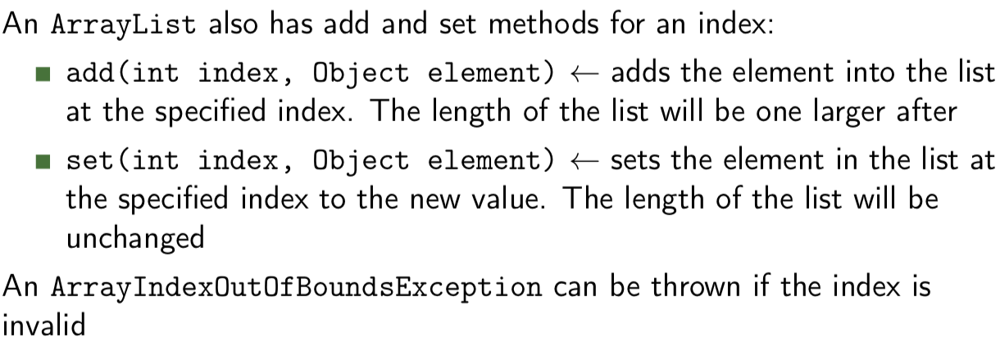 An ArrayList also has add and set methods for an index:
■ add(int index, Object element) ← adds the element into the list
at the specified index. The length of the list will be one larger after
■ set(int index, Object element) ← sets the element in the list at
the specified index to the new value. The length of the list will be
unchanged
An ArrayIndexOutOfBoundsException can be thrown if the index is
invalid